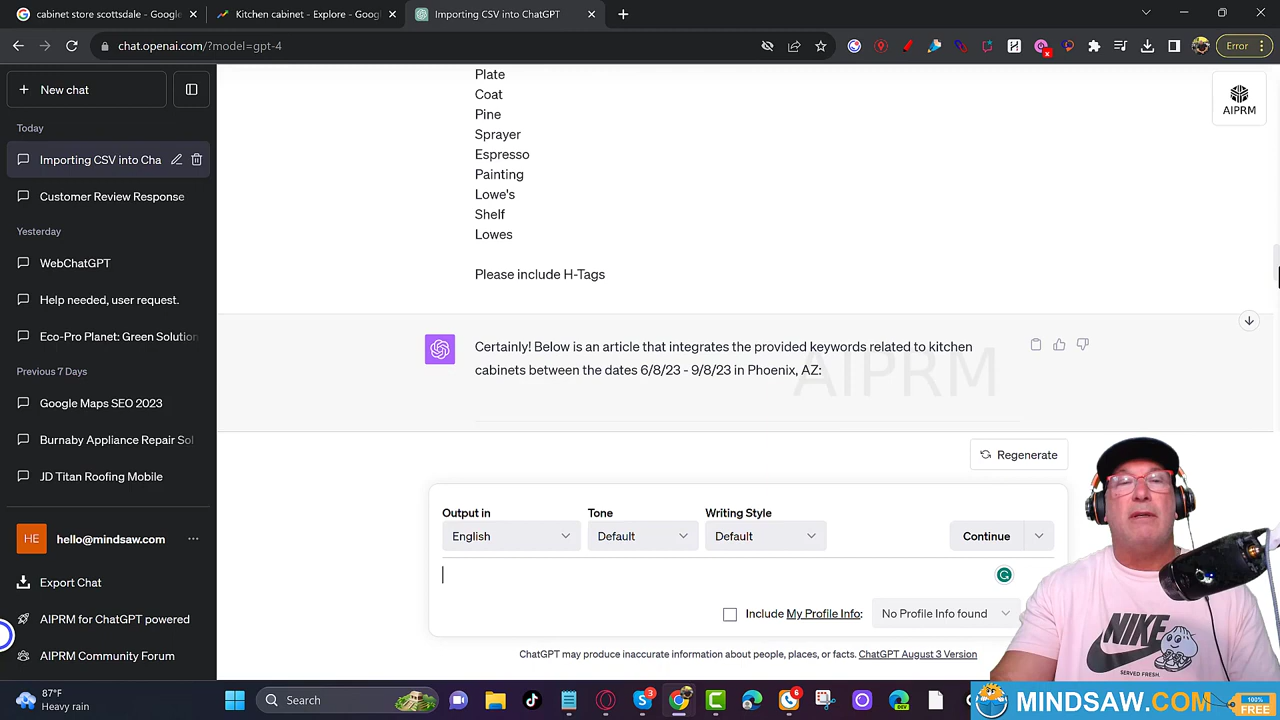 cabinet store scottsdale - Google
Kitchen cabinet - Explore - Goog
Importing CSV into ChatGPT
chat.openai.com/?model=gpt-4
Error
New chat
Today
Importing CSV into Cha
Customer Review Response
Yesterday
WebChatGPT
Help needed, user request.
Eco-Pro Planet: Green Solution
Previous 7 Days
Google Maps SEO 2023
Burnaby Appliance Repair Sol
JD Titan Roofing Mobile
HE hello@mindsaw.com
Export Chat
AIPRM for ChatGPT powered
AIPRM Community Forum
Plate
Coat
Pine
Sprayer
Espresso
Painting
Lowe's
Shelf
Lowes
Please include H-Tags
AIPRM
Certainly! Below is an article that integrates the provided keywords related to kitchen
cabinets between the dates 6/8/23 - 9/8/23 in Phoenix, AZ:
AIPRM
Regenerate
Output in
Tone
Writing Style
English
Default
Default
Continue
Include My Profile Info:
No Profile Info found
ChatGPT may produce inaccurate information about people, places, or facts. ChatGPT August 3 Version
NIKE
87°F
Heavy rain
Search
3
6
DEV
MINDSAW.COM
100%
FREE